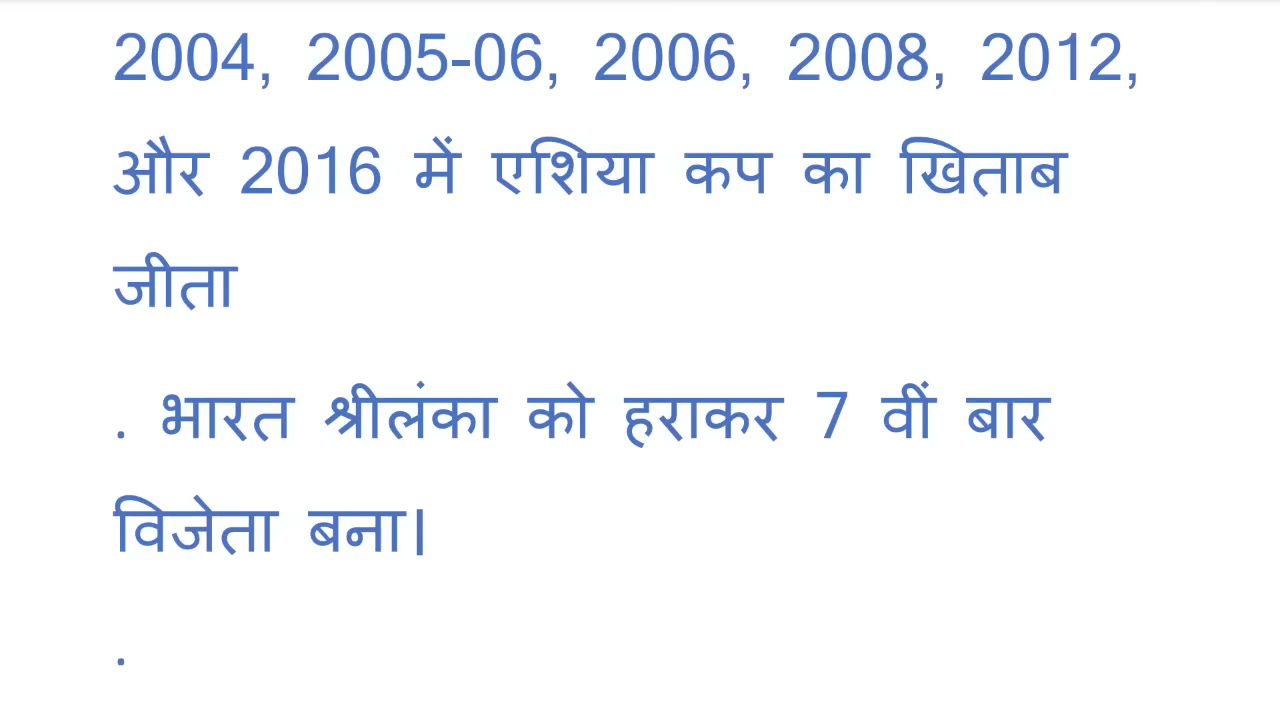 2004, 2005-06, 2006, 2008, 2012,
और 2016 में एशिया कप का खिताब
जीता
. भारत श्रीलंका को हराकर 7 वीं बार
विजेता बना।
.